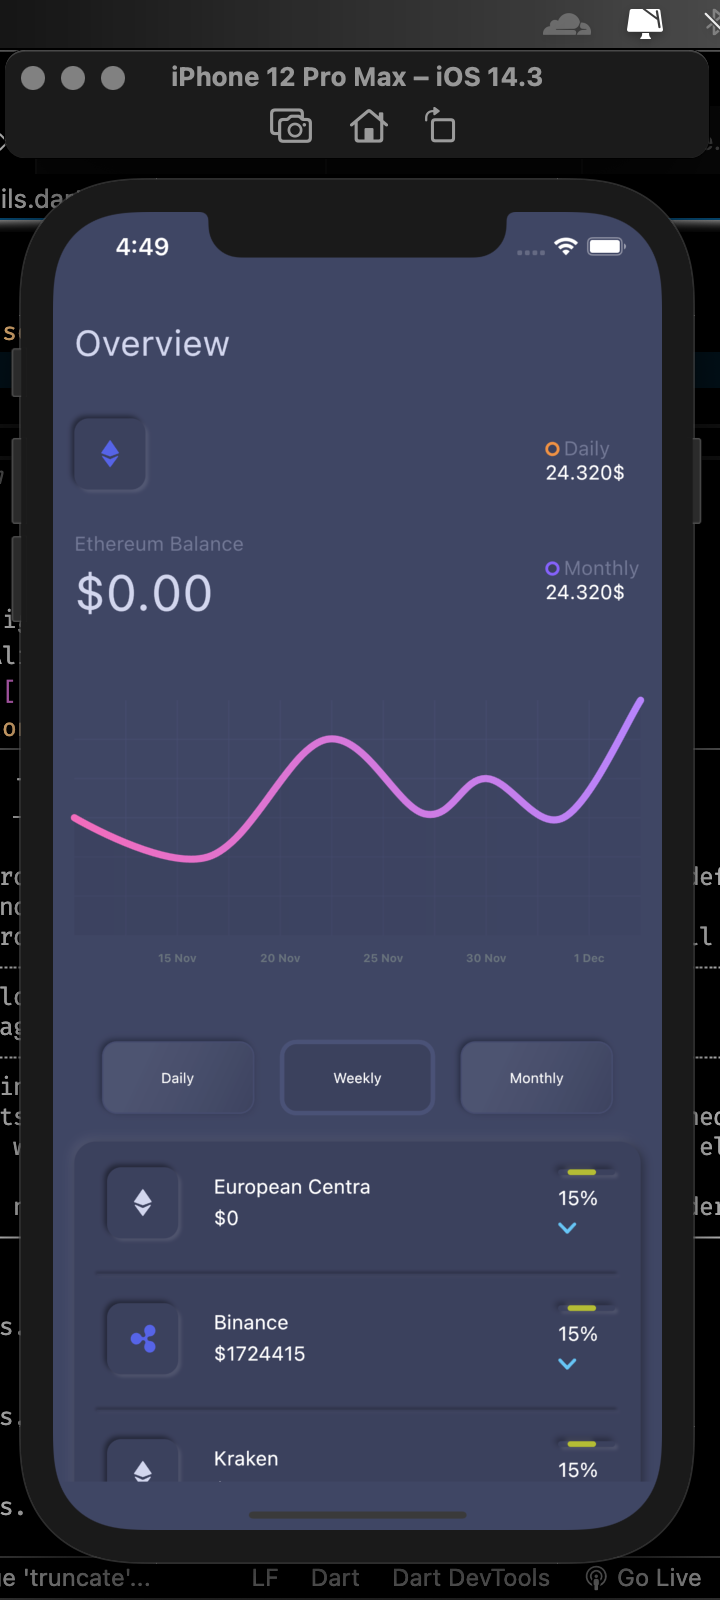 iPhone 12 Pro Max – iOS 14.3
ils.dar
4:49
Overview
Daily
24.320$
Ethereum Balance
$0.00
Monthly
24.320$
15 Nov 20 Nov 25 Nov 30 Nov 1 Dec
Daily Weekly Monthly
European Centra
$0
15%
Binance
$1724415
15%
Kraken
15%
'truncate'...
LF Dart Dart DevTools Go Live